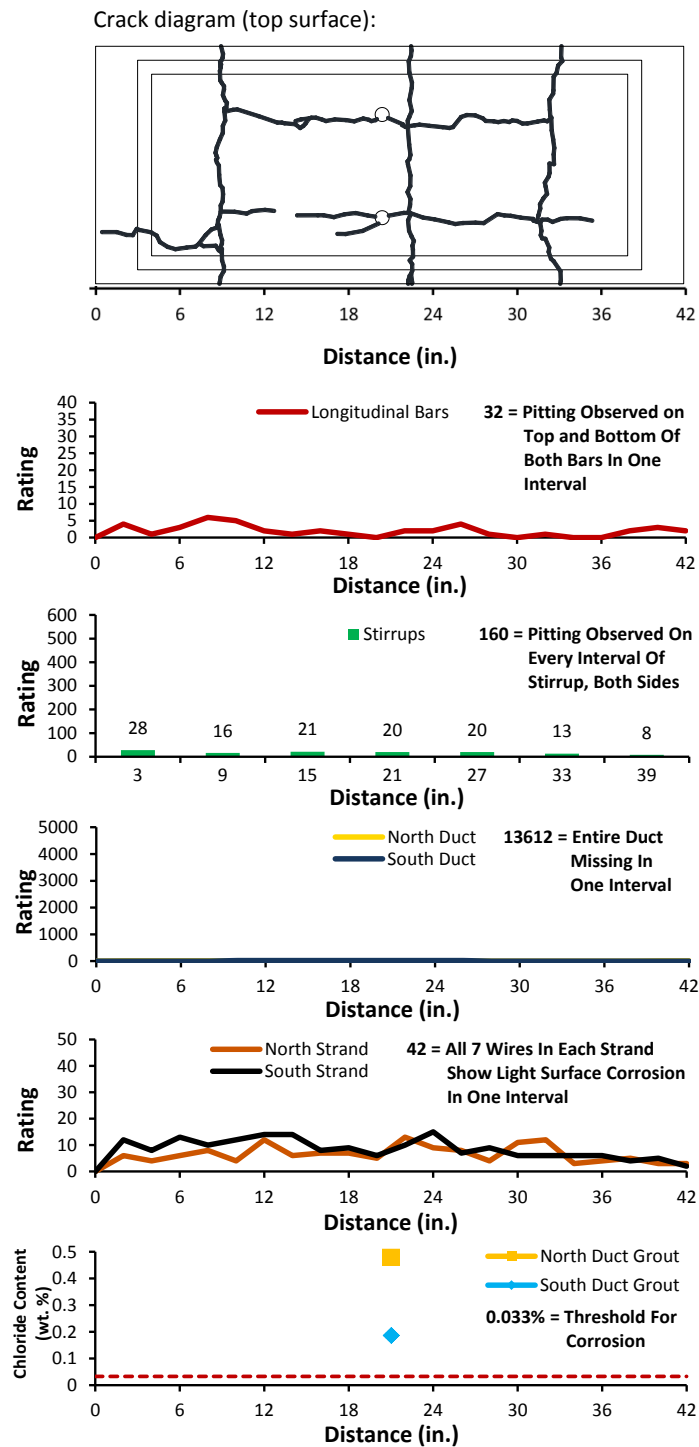 Crack diagram (top surface):
0 6 12 18 24 30 36 42
Distance (in.)
40
35
30
25
20
15
10
5
0
Rating
Longitudinal Bars
32 = Pitting Observed on
Top and Bottom Of
Both Bars In One
Interval
0 6 12 18 24 30 36 42
Distance (in.)
600
500
400
300
200
100
0
Rating
Stirrups
160 = Pitting Observed On
Every Interval Of
Stirrup, Both Sides
28 16 21 20 20 13 8
3 9 15 21 27 33 39
Distance (in.)
5000
4000
3000
2000
1000
0
Rating
North Duct
South Duct
13612 = Entire Duct
Missing In
One Interval
0 6 12 18 24 30 36 42
Distance (in.)
50
40
30
20
10
0
Rating
North Strand
South Strand
42 = All 7 Wires In Each Strand
Show Light Surface Corrosion
In One Interval
0 6 12 18 24 30 36 42
Distance (in.)
0.5
0.4
0.3
0.2
0.1
0
Chloride Content
(wt. %)
North Duct Grout
South Duct Grout
0.033% = Threshold For
Corrosion
0 6 12 18 24 30 36 42
Distance (in.)